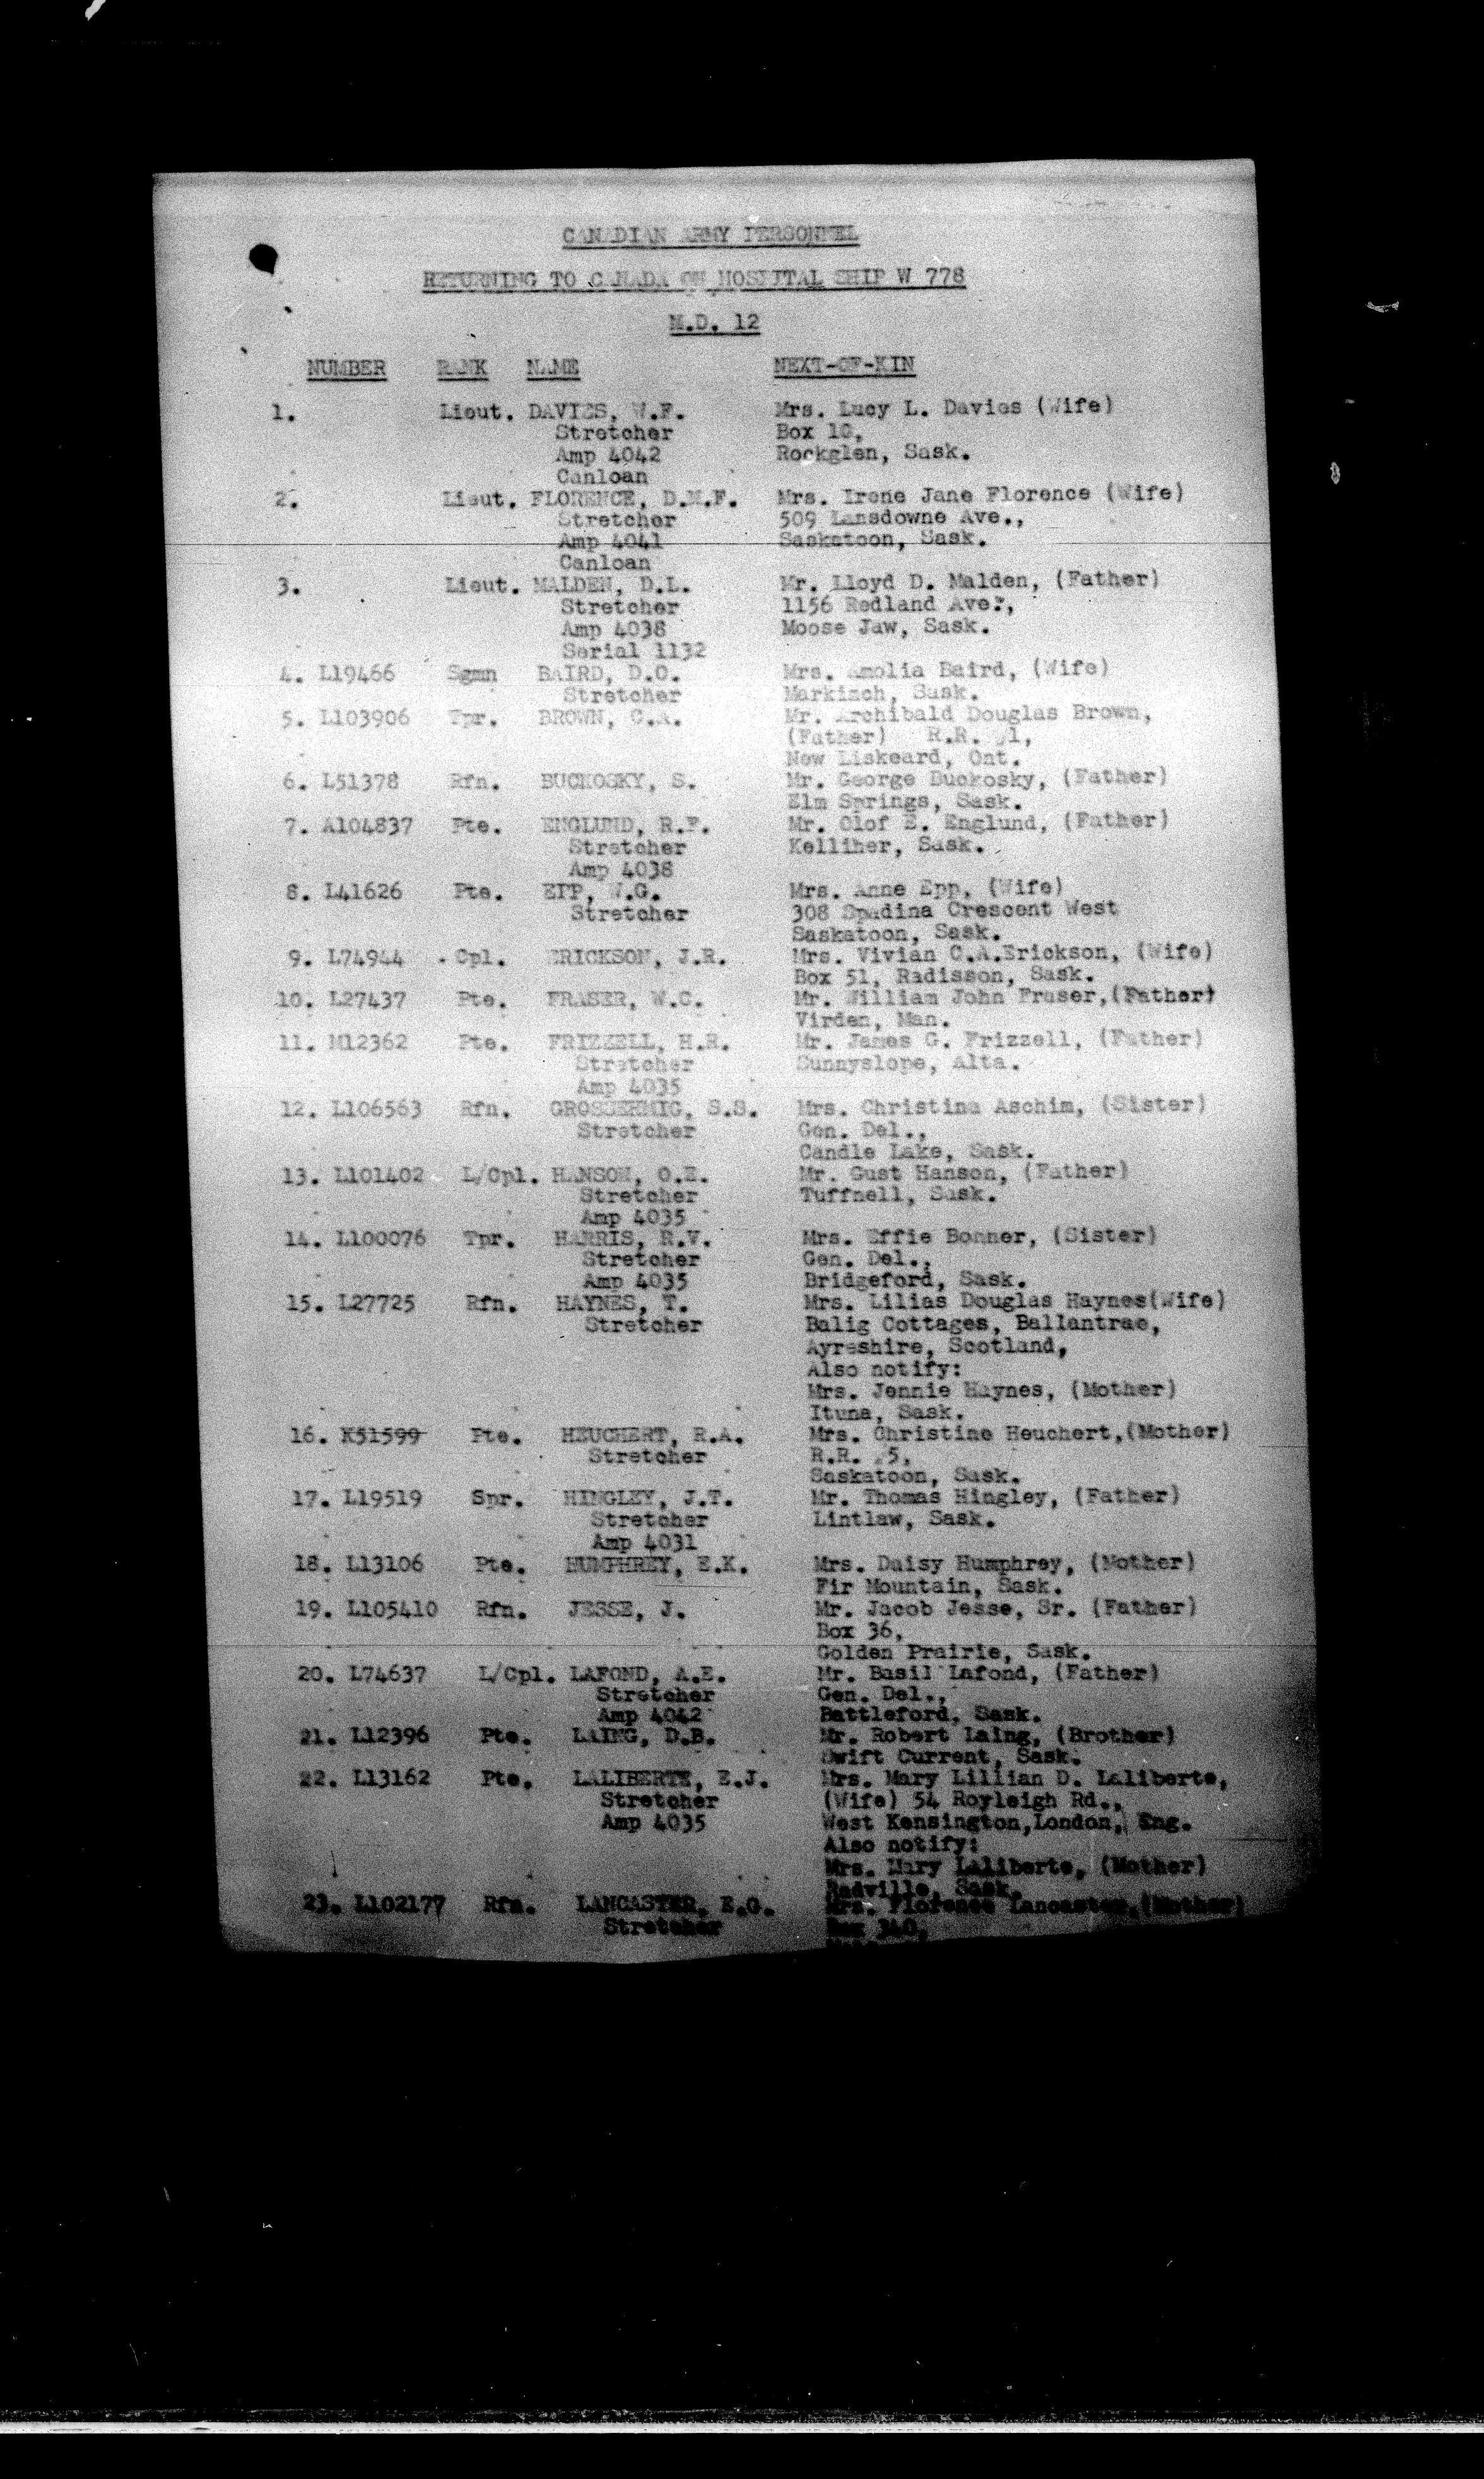 CANADIAN ARMY PERSONNEL
RETURNING TO CANADA ON HOSPITAL SHIP W 778
M.D. 12
NUMBER RANK NAME NEXT-OF-KIN
1. Lieut. DAVIES, W.F. Mrs. Lucy L. Davies (Wife)
Stretcher Box 10,
Amp 4042 Rockglen, Sask.
Canloan
2. Lieut. FLORENCE, D.M.F. Mrs. Irene Jane Florence (Wife)
Stretcher 509 Lansdowne Ave.,
Amp 4041 Saskatoon, Sask.
Canloan
3. Lieut. MALDEN, D.L. Mr. Lloyd D. Malden, (Father)
Stretcher 1156 Redland Ave.,
Amp 4038 Moose Jaw, Sask.
Serial 1132
4. L19466 Sgmn BAIRD, D.O. Mrs. Amelia Baird, (Wife)
Stretcher Markinch, Sask.
5. L103906 Tpr. BROWN, C.A. Mr. Archibald Douglas Brown,
(Father) R.R. 1,
New Liskeard, Ont.
6. L51378 Rfn. BUCKOSKY, S. Mr. George Buckosky, (Father)
Elm Springs, Sask.
7. A104837 Pte. ENGLUND, R.F. Mr. Olof E. Englund, (Father)
Stretcher Kelliher, Sask.
Amp 4038
8. L41626 Pte. EPP, W.G. Mrs. Anne Epp, (Wife)
Stretcher 308 Spadina Crescent West
Saskatoon, Sask.
9. L74944 Cpl. ERICKSON, J.R. Mrs. Vivian C.A.Erickson, (Wife)
Box 51, Radisson, Sask.
10. L27437 Pte. FRASER, W.C. Mr. William John Fraser,(Father)
Virden, Man.
11. M12362 Pte. FRIZZELL, H.R. Mr. James G. Frizzell, (Father)
Stretcher Sunnyslope, Alta.
Amp 4035
12. L106563 Rfn. S.S. Mrs. Christina Aschim, (Sister)
Stretcher Gen. Del.,
Candle Lake, Sask.
13. L101402 L/Cpl. HANSON, O.E. Mr. Gust Hanson, (Father)
Stretcher Tuffnell, Sask.
Amp 4035
14. L100076 Tpr. HARRIS, R.V. Mrs. Effie Bonner, (Sister)
Stretcher Gen. Del.,
Amp 4035 Bridgeford, Sask.
15. L27725 Rfn. HAYNES, T. Mrs. Lilias Douglas Haynes(Wife)
Stretcher Balig Cottages, Ballantrae,
Ayreshire, Scotland,
Also notify:
Mrs. Jennie Haynes, (Mother)
Ituna, Sask.
16. K51599 Pte. HEUCHERT, R.A. Mrs. Christine Heuchert,(Mother)
Stretcher R.R. 5,
Saskatoon, Sask.
17. L19519 Spr. HINGLEY, J.T. Mr. Thomas Hingley, (Father)
Stretcher Lintlaw, Sask.
Amp 4031
18. L13106 Pte. HUMPHREY, E.K. Mrs. Daisy Humphrey, (Mother)
Fir Mountain, Sask.
19. L105410 Rfn. JESSE, J. Mr. Jacob Jesse, Sr. (Father)
Box 36,
Golden Prairie, Sask.
20. L74637 L/Cpl. LAFOND, A.E. Mr. Basil Lafond, (Father)
Stretcher Gen. Del.,
Amp 4042 Battleford, Sask.
21. L12396 Pte. LAING, D.B. Mr. Robert Laing, (Brother)
Swift Current, Sask.
22. L13162 Pte. LALIBERTE, E.J. Mrs. Mary Lillian D. Laliberte,
Stretcher (Wife) 54 Royleigh Rd.,
Amp 4035 West Kensington,London, Eng.
Also notify:
Mrs. Mary Laliberte, (Mother)
Radville, Sask.
23. L102177 Rfn. LANCASTER, E.G. Mrs. Florence Lancaster,(Mother)
Stretcher Box 340,